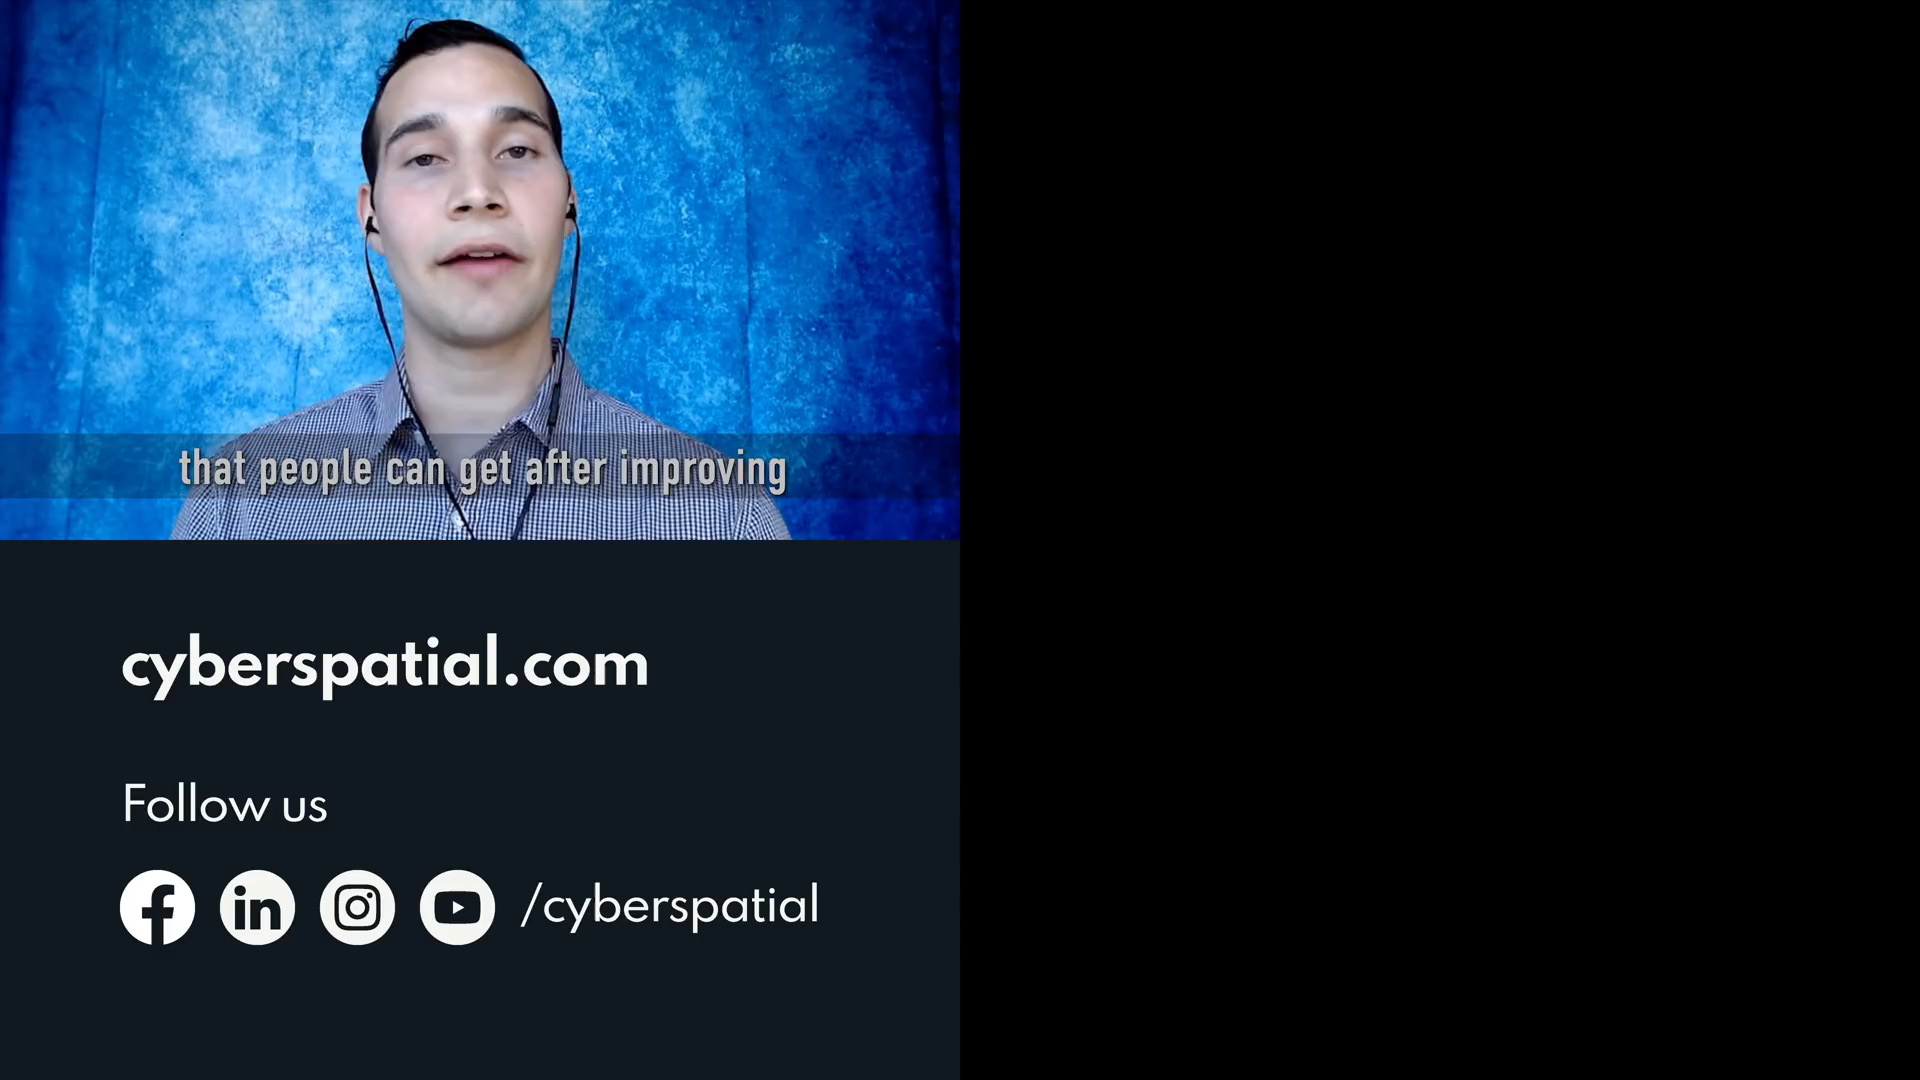 that people can get after improving
cyberspatial.com
Follow us
/cyberspatial